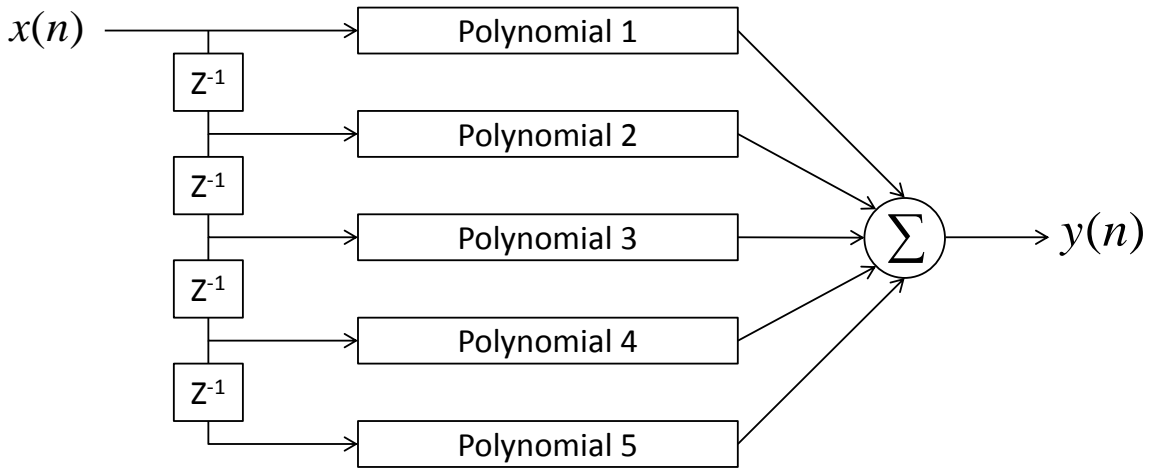 x(n)
Polynomial 1
Z⁻¹
Polynomial 2
Z⁻¹
Polynomial 3
Σ
y(n)
Z⁻¹
Polynomial 4
Z⁻¹
Polynomial 5